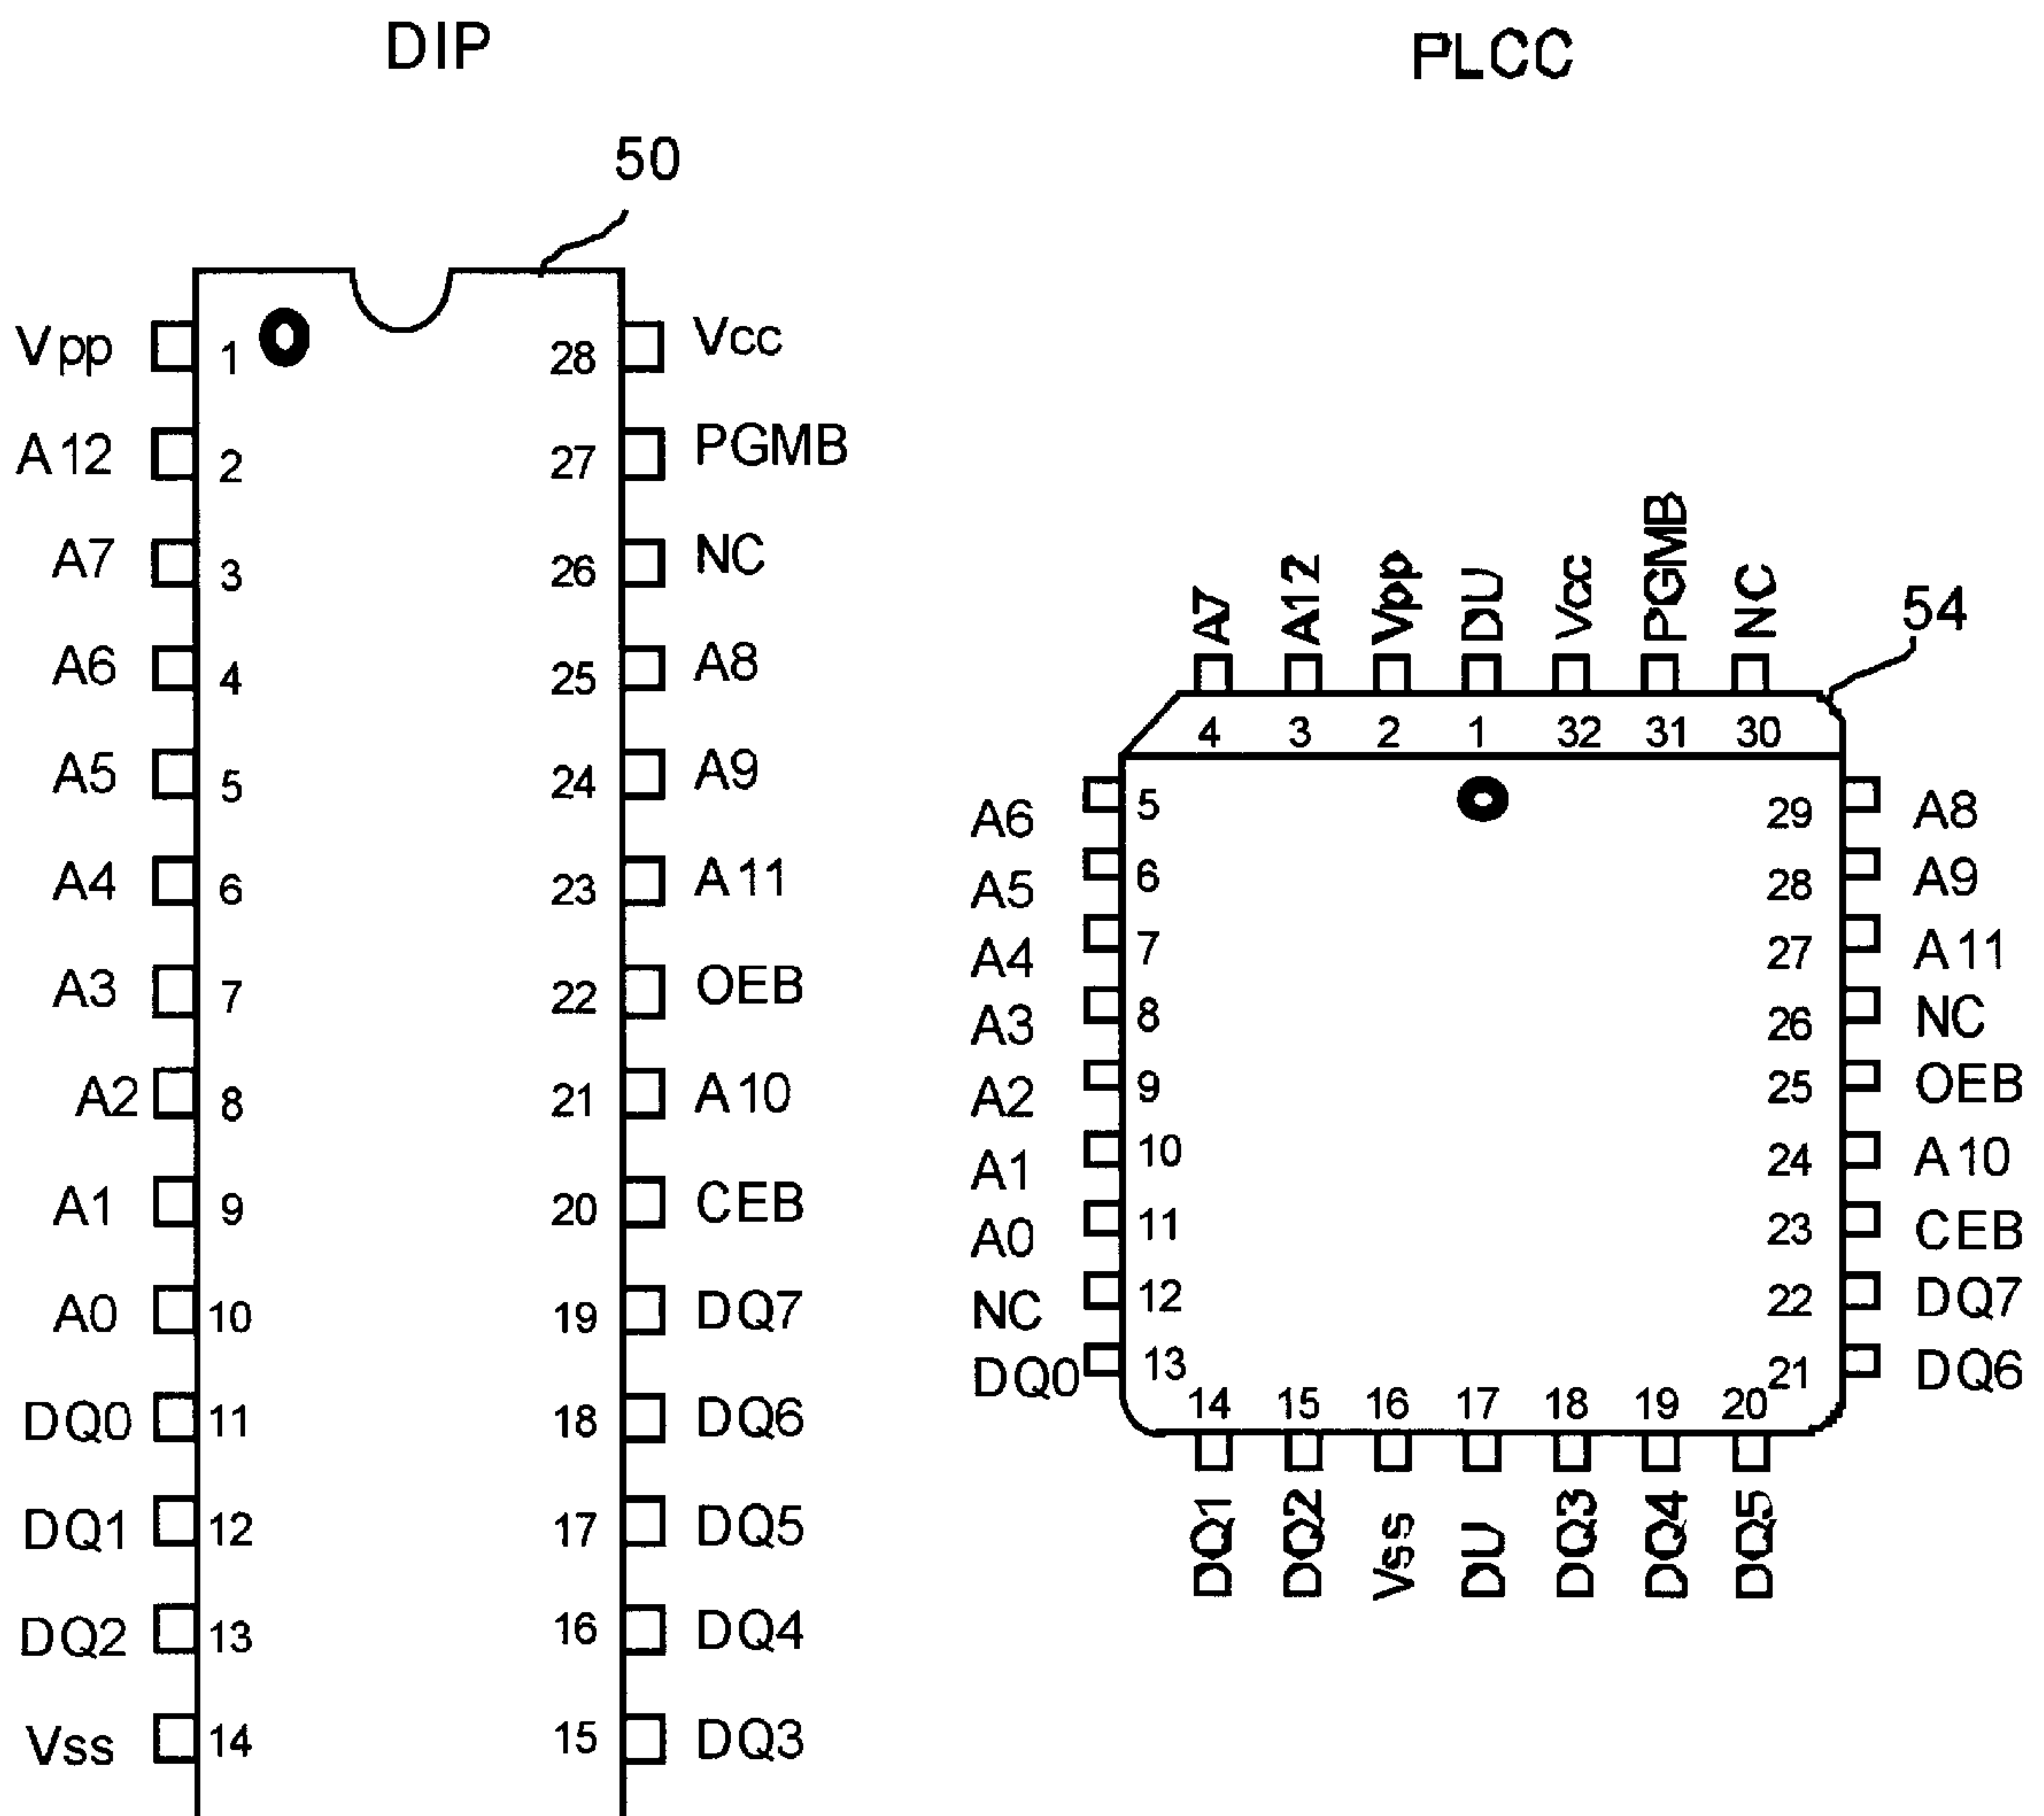 DIP
50
Vpp 1 28 Vcc
A12 2 27 PGMB
A7 3 26 NC
A6 4 25 A8
A5 5 24 A9
A4 6 23 A11
A3 7 22 OEB
A2 8 21 A10
A1 9 20 CEB
A0 10 19 DQ7
DQ0 11 18 DQ6
DQ1 12 17 DQ5
DQ2 13 16 DQ4
Vss 14 15 DQ3
PLCC
54
A7 A12 Vpp DU Vcc PGMB NC
4 3 2 1 32 31 30
A6 5 29 A8
A5 6 28 A9
A4 7 27 A11
A3 8 26 NC
A2 9 25 OEB
A1 10 24 A10
A0 11 23 CEB
NC 12 22 DQ7
DQ0 13 21 DQ6
14 15 16 17 18 19 20
DQ1 DQ2 Vss DU DQ3 DQ4 DQ5